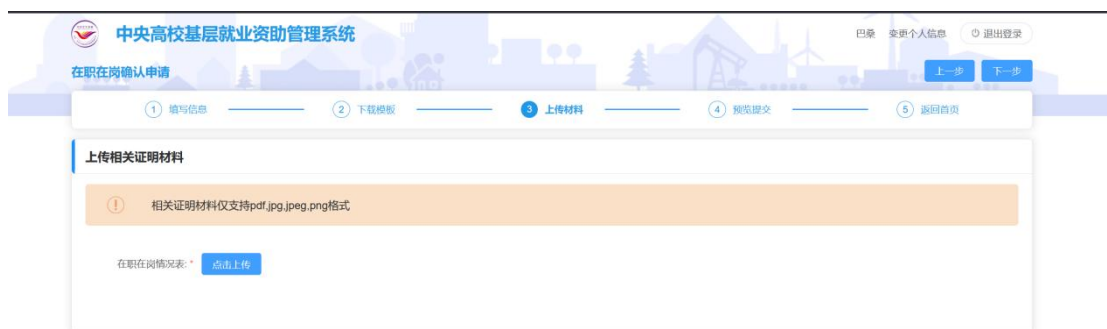 中央高校基层就业资助管理系统
巴桑 变更个人信息 退出登录
在职在岗确认申请
上一步 下一步
1 填写信息 2 下载模板 3 上传材料 4 预览提交 5 返回首页
上传相关证明材料
相关证明材料仅支持pdf,jpg,jpeg,png格式
在职在岗情况表:* 点击上传